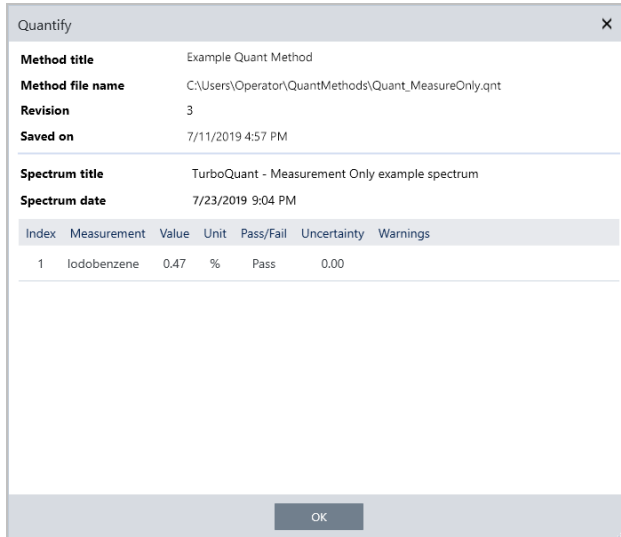 Quantify
Method title Example Quant Method
Method file name C:\Users\Operator\QuantMethods\Quant_MeasureOnly.qnt
Revision 3
Saved on 7/11/2019 4:57 PM
Spectrum title TurboQuant - Measurement Only example spectrum
Spectrum date 7/23/2019 9:04 PM
Index Measurement Value Unit Pass/Fail Uncertainty Warnings
1 Iodobenzene 0.47 % Pass 0.00
OK